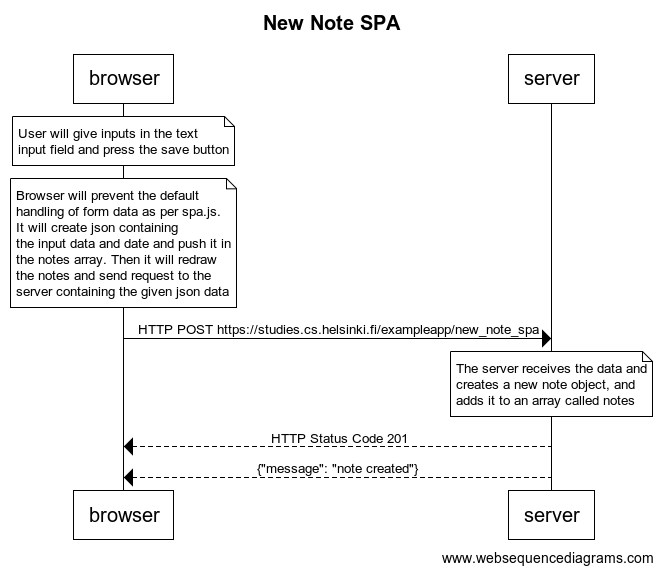 New Note SPA
browser
server
User will give inputs in the text
input field and press the save button
Browser will prevent the default
handling of form data as per spa.js.
It will create json containing
the input data and date and push it in
the notes array. Then it will redraw
the notes and send request to the
server containing the given json data
HTTP POST https://studies.cs.helsinki.fi/exampleapp/new_note_spa
The server receives the data and
creates a new note object, and
adds it to an array called notes
HTTP Status Code 201
{"message": "note created"}
browser
server
www.websequencediagrams.com